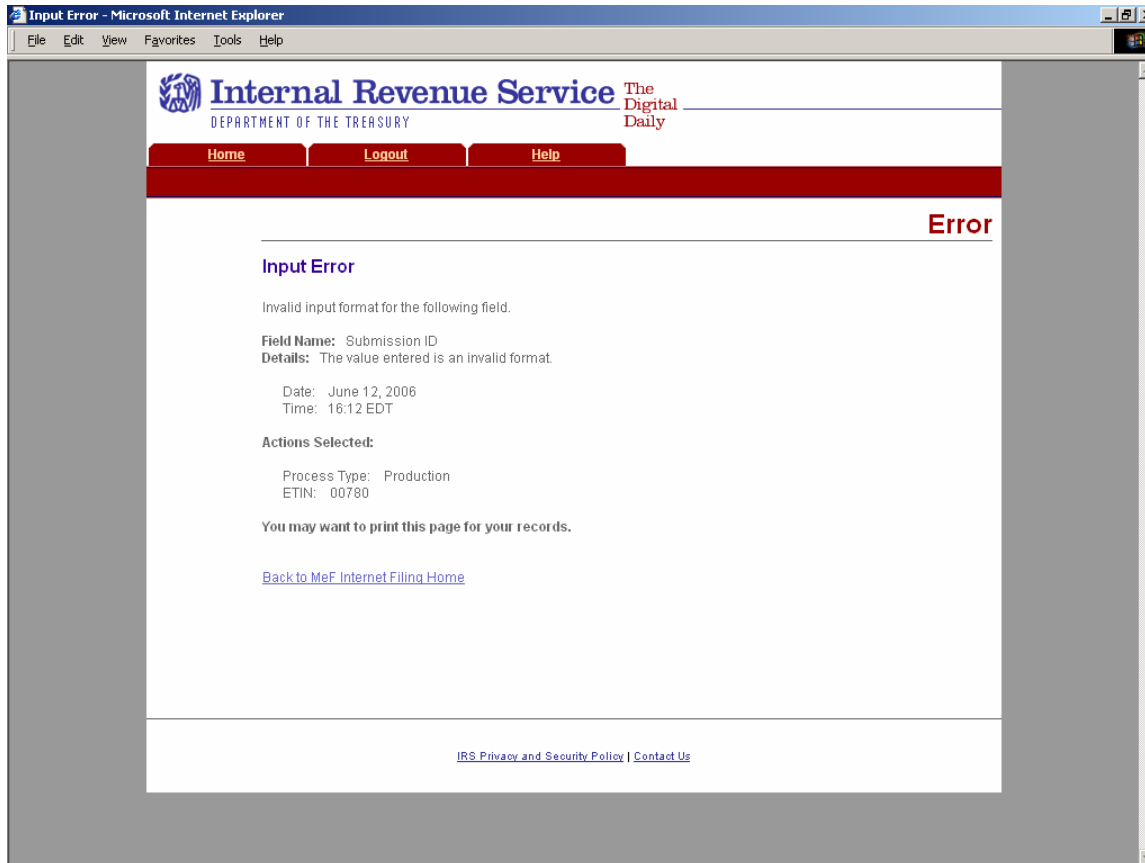 Input Error - Microsoft Internet Explorer
File Edit View Favorites Tools Help
Internal Revenue Service
DEPARTMENT OF THE TREASURY
The
Digital
Daily
Home Logout Help
Error
Input Error
Invalid input format for the following field.
Field Name: Submission ID
Details: The value entered is an invalid format.
Date: June 12, 2006
Time: 16:12 EDT
Actions Selected:
Process Type: Production
ETIN: 00780
You may want to print this page for your records.
Back to MeF Internet Filing Home
IRS Privacy and Security Policy | Contact Us